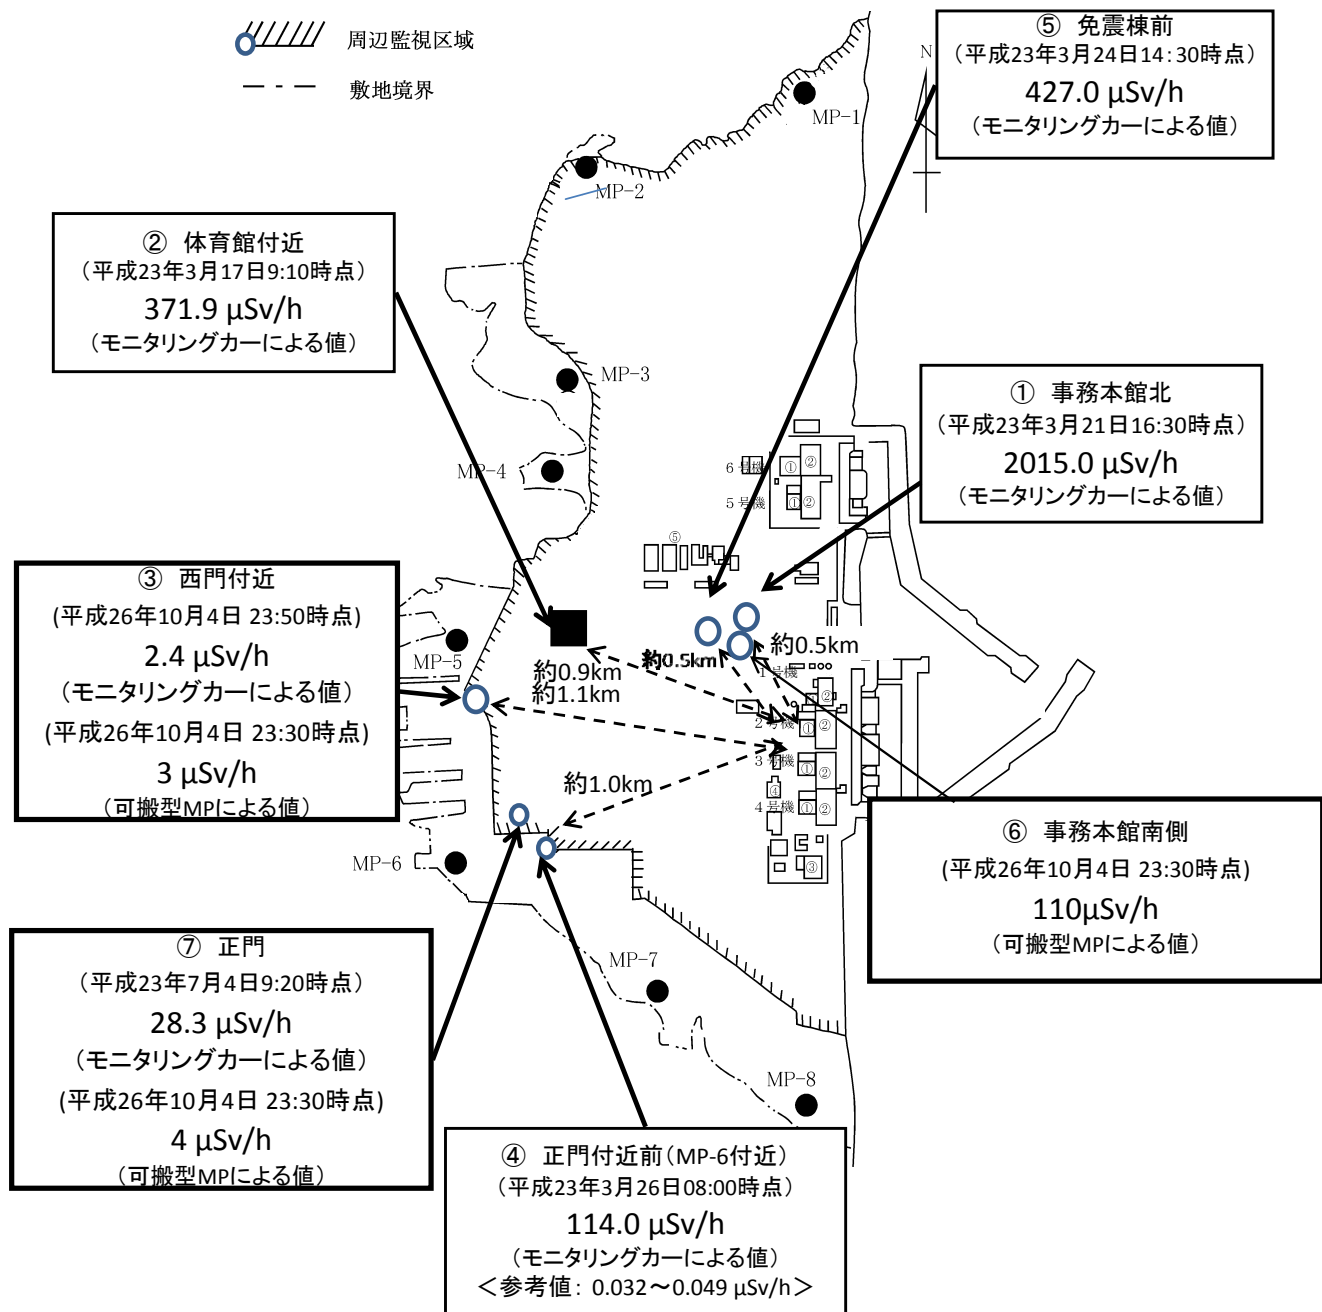 周辺監視区域
敷地境界
⑤ 免震棟前
（平成23年3月24日14:30時点）
427.0 μSv/h
（モニタリングカーによる値）
N
MP-1
MP-2
② 体育館付近
（平成23年3月17日9:10時点）
371.9 μSv/h
（モニタリングカーによる値）
MP-3
① 事務本館北
（平成23年3月21日16:30時点）
2015.0 μSv/h
（モニタリングカーによる値）
MP-4
6号機
① ②
5号機
① ②
⑤
③ 西門付近
(平成26年10月4日 23:50時点)
2.4 μSv/h
（モニタリングカーによる値）
(平成26年10月4日 23:30時点)
3 μSv/h
（可搬型MPによる値）
MP-5
約0.9km
約1.1km
約0.5km
約0.5km
1号機
②
2号機
① ②
3号機
① ②
④
4号機
① ②
③
約1.0km
MP-6
⑥ 事務本館南側
(平成26年10月4日 23:30時点)
110μSv/h
（可搬型MPによる値）
⑦ 正門
（平成23年7月4日9:20時点）
28.3 μSv/h
（モニタリングカーによる値）
(平成26年10月4日 23:30時点)
4 μSv/h
（可搬型MPによる値）
MP-7
MP-8
④ 正門付近前（MP-6付近）
（平成23年3月26日08:00時点）
114.0 μSv/h
（モニタリングカーによる値）
＜参考値: 0.032～0.049 μSv/h＞